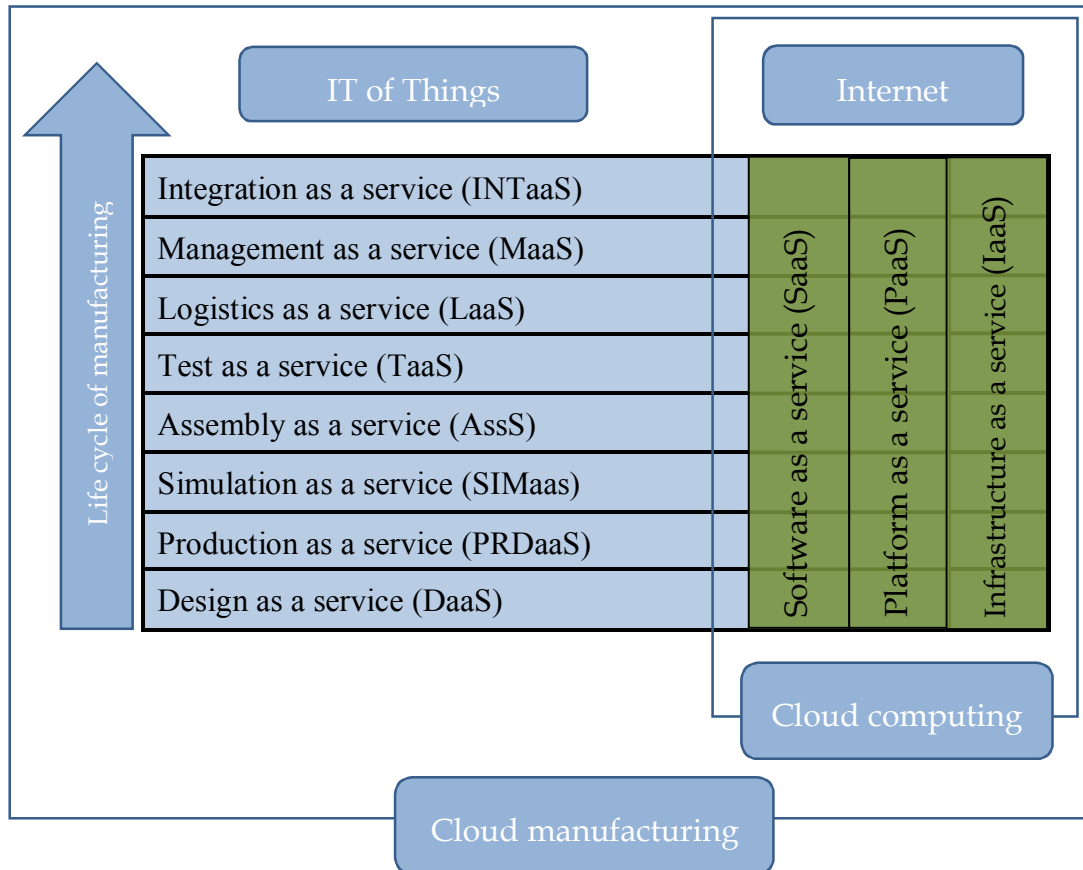 IT of Things
Internet
Life cycle of manufacturing
Integration as a service (INTaaS)
Management as a service (MaaS)
Logistics as a service (LaaS)
Test as a service (TaaS)
Assembly as a service (AssS)
Simulation as a service (SIMaas)
Production as a service (PRDaaS)
Design as a service (DaaS)
Software as a service (SaaS)
Platform as a service (PaaS)
Infrastructure as a service (IaaS)
Cloud computing
Cloud manufacturing